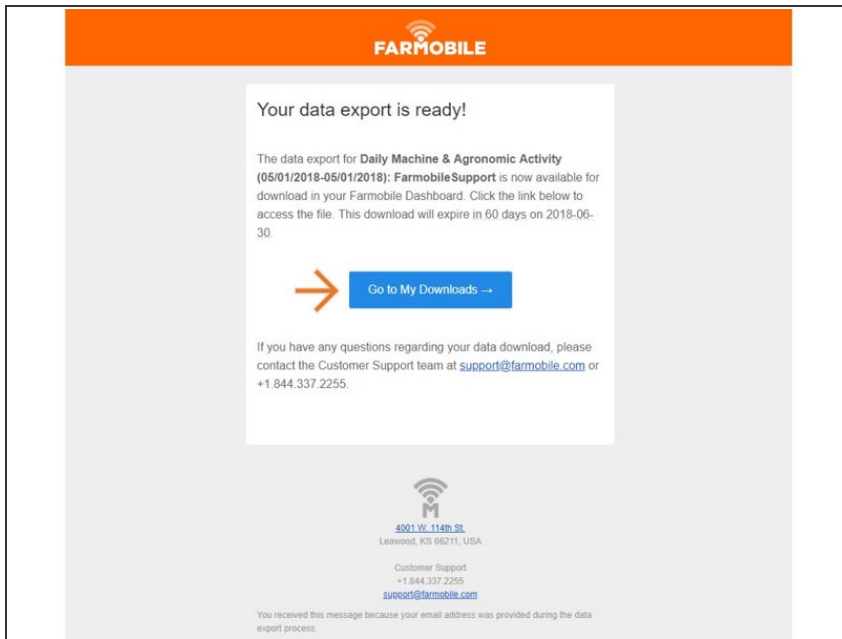 FARMOBILE
Your data export is ready!
The data export for Daily Machine & Agronomic Activity
(05/01/2018-05/01/2018): FarmobileSupport is now available for
download in your Farmobile Dashboard. Click the link below to
access the file. This download will expire in 60 days on 2018-06-
30.
Go to My Downloads →
If you have any questions regarding your data download, please
contact the Customer Support team at support@farmobile.com or
+1.844.337.2255.
M
4001 W. 114th St.
Leawood, KS 66211, USA
Customer Support
+1.844.337.2255
support@farmobile.com
You received this message because your email address was provided during the data
export process.